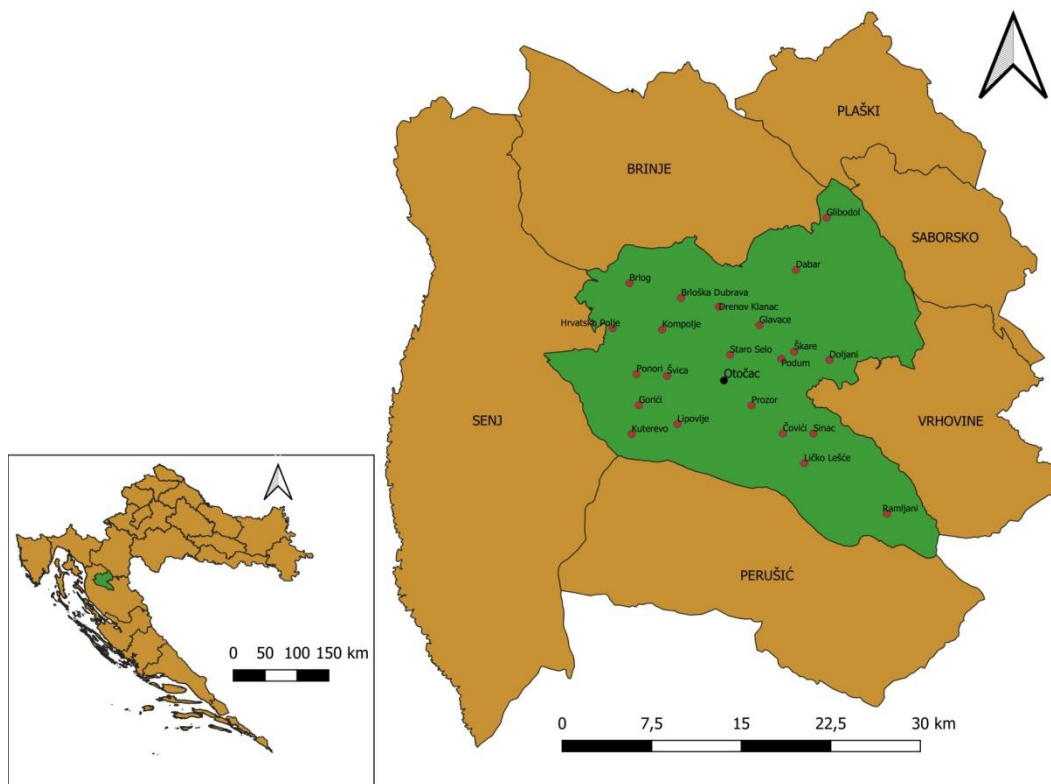 PLAŠKI
BRINJE
SABORSKO
Glibodol
Dabar
Brlog
Brloška Dubrava
Drenov Klanac
Hrvatsko Polje
Kompolje
Glavace
Staro Selo
Škare
Podum
Doljani
Ponori
Švica
Otočac
Gorići
Prozor
SENJ
Lipovlje
VRHOVINE
Kuterevo
Čovići
Sinac
Ličko Lešće
Ramljani
PERUŠIĆ
0 50 100 150 km
0 7,5 15 22,5 30 km